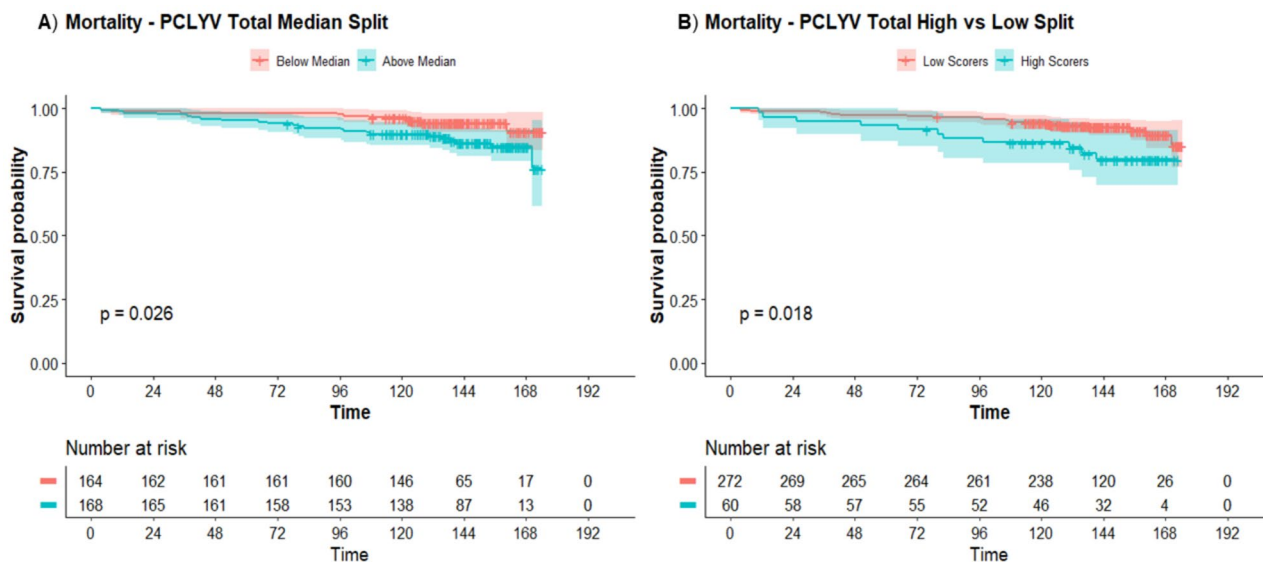 A) Mortality - PCLYV Total Median Split
Below Median Above Median
1.00
0.75
0.50
0.25
0.00
Survival probability
p = 0.026
0 24 48 72 96 120 144 168 192
Time
Number at risk
164 162 161 161 160 146 65 17 0
168 165 161 158 153 138 87 13 0
0 24 48 72 96 120 144 168 192
Time
B) Mortality - PCLYV Total High vs Low Split
Low Scorers High Scorers
1.00
0.75
0.50
0.25
0.00
Survival probability
p = 0.018
0 24 48 72 96 120 144 168 192
Time
Number at risk
272 269 265 264 261 238 120 26 0
60 58 57 55 52 46 32 4 0
0 24 48 72 96 120 144 168 192
Time